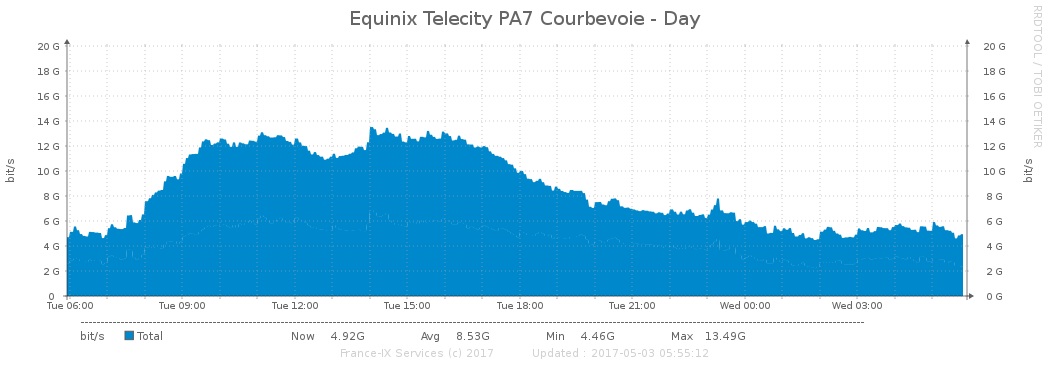 Equinix Telecity PA7 Courbevoie - Day
RRDTOOL / TOBI OETIKER
bit/s
20 G 20 G
18 G 18 G
16 G 16 G
14 G 14 G
12 G 12 G
10 G 10 G
8 G 8 G
6 G 6 G
4 G 4 G
2 G 2 G
0 0 G
bit/s
Tue 06:00 Tue 09:00 Tue 12:00 Tue 15:00 Tue 18:00 Tue 21:00 Wed 00:00 Wed 03:00
bit/s Total Now 4.92G Avg 8.53G Min 4.46G Max 13.49G
France-IX Services (c) 2017 Updated : 2017-05-03 05:55:12